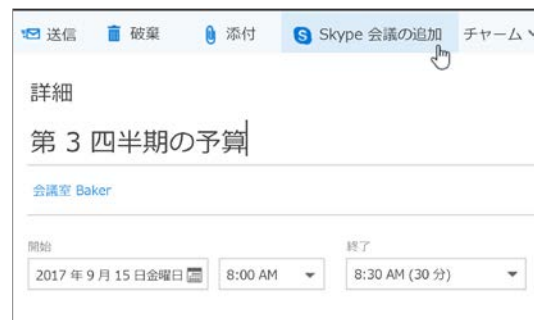 送信 破棄 添付 Skype 会議の追加 チャーム
詳細
第 3 四半期の予算
会議室 Baker
開始 終了
2017 年 9 月 15 日金曜日 8:00 AM 8:30 AM (30 分)